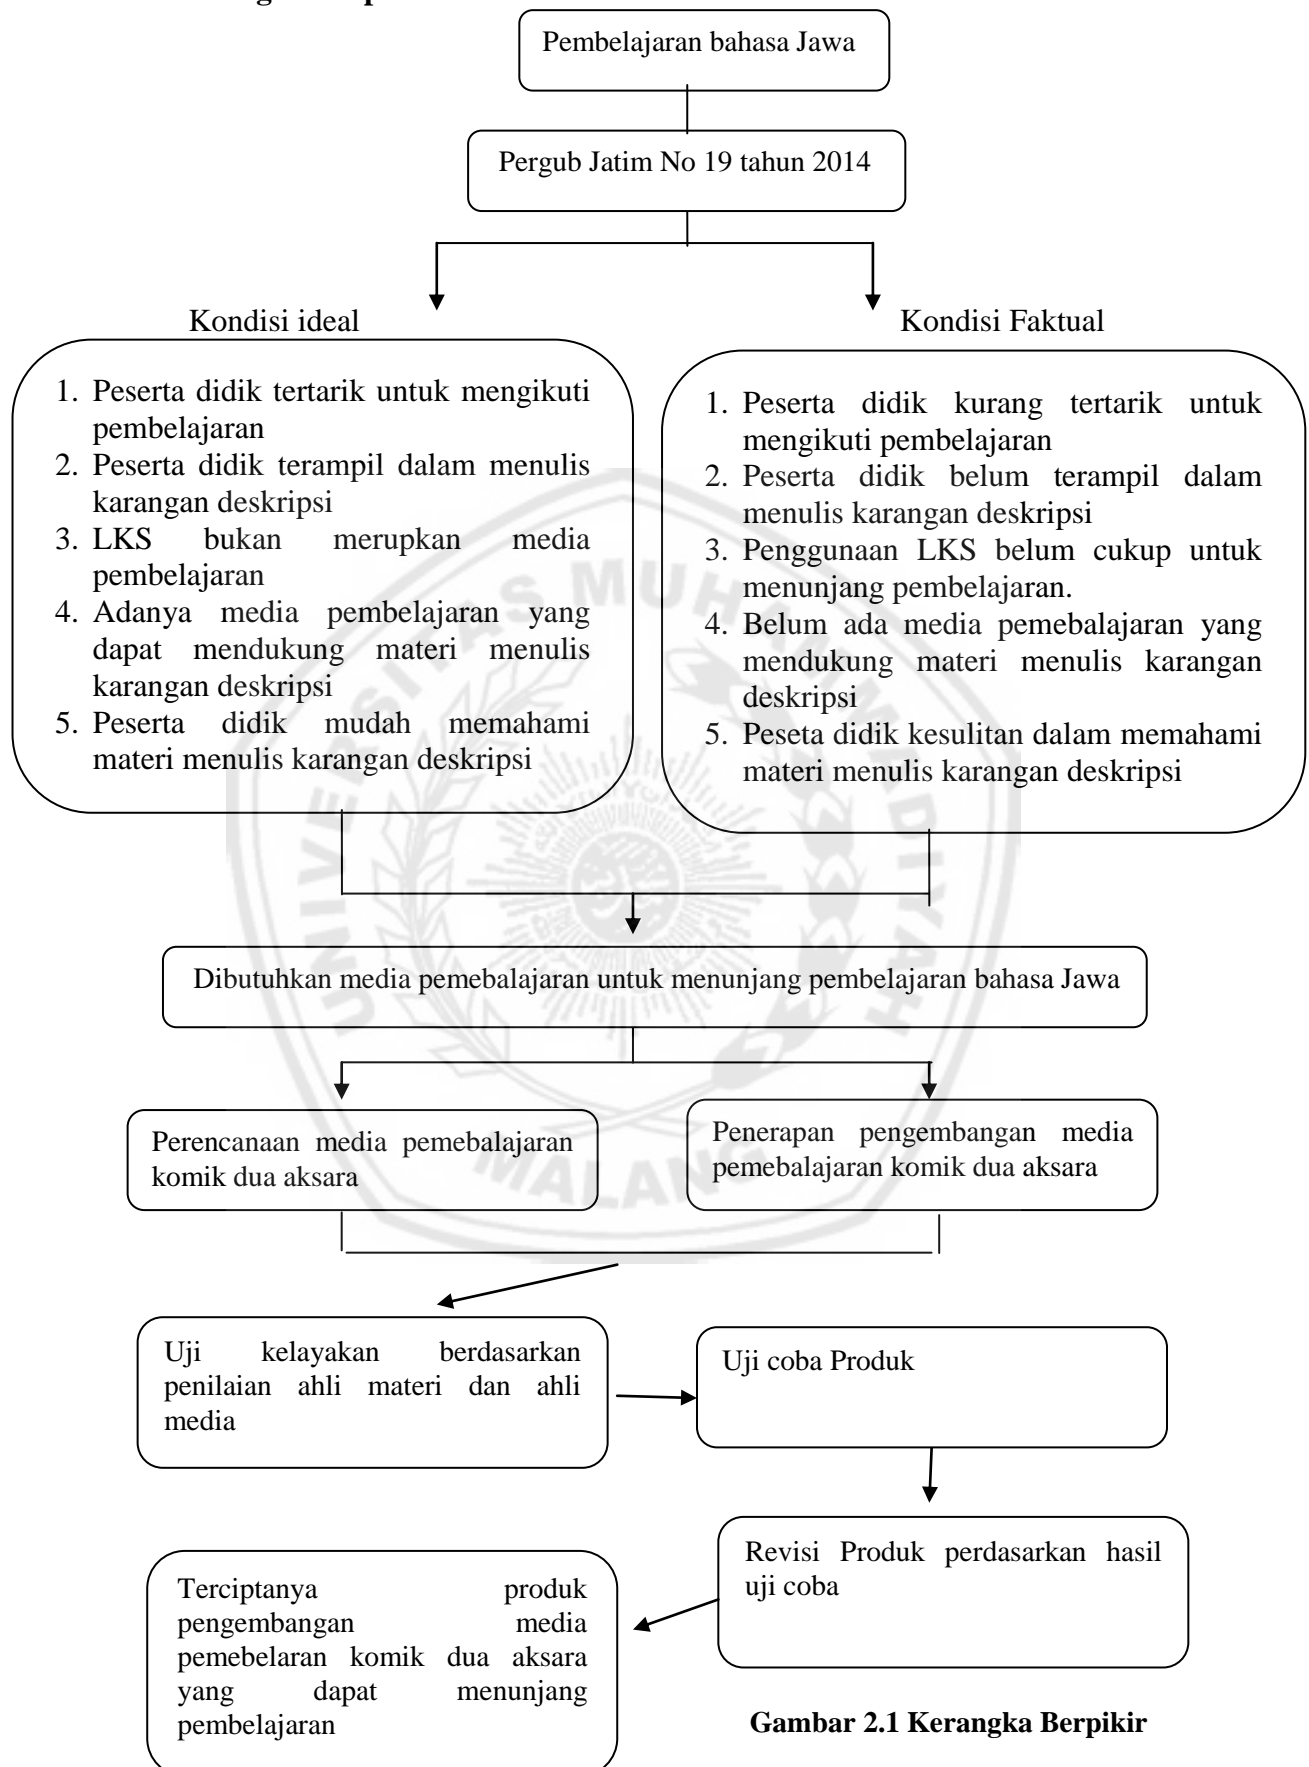 Pembelajaran bahasa Jawa
Pergub Jatim No 19 tahun 2014
Kondisi ideal
1. Peserta didik tertarik untuk mengikuti
pembelajaran
2. Peserta didik terampil dalam menulis
karangan deskripsi
3. LKS bukan merupkan media
pembelajaran
4. Adanya media pembelajaran yang
dapat mendukung materi menulis
karangan deskripsi
5. Peserta didik mudah memahami
materi menulis karangan deskripsi
Kondisi Faktual
1. Peserta didik kurang tertarik untuk
mengikuti pembelajaran
2. Peserta didik belum terampil dalam
menulis karangan deskripsi
3. Penggunaan LKS belum cukup untuk
menunjang pembelajaran.
4. Belum ada media pemebalajaran yang
mendukung materi menulis karangan
deskripsi
5. Peseta didik kesulitan dalam memahami
materi menulis karangan deskripsi
Dibutuhkan media pemebalajaran untuk menunjang pembelajaran bahasa Jawa
Perencanaan media pemebalajaran
komik dua aksara
Penerapan pengembangan media
pemebalajaran komik dua aksara
Uji kelayakan berdasarkan
penilaian ahli materi dan ahli
media
Uji coba Produk
Revisi Produk perdasarkan hasil
uji coba
Terciptanya produk
pengembangan media
pemebelaran komik dua aksara
yang dapat menunjang
pembelajaran
Gambar 2.1 Kerangka Berpikir
UNIVERSITAS MUHAMMADIYAH
MALANG